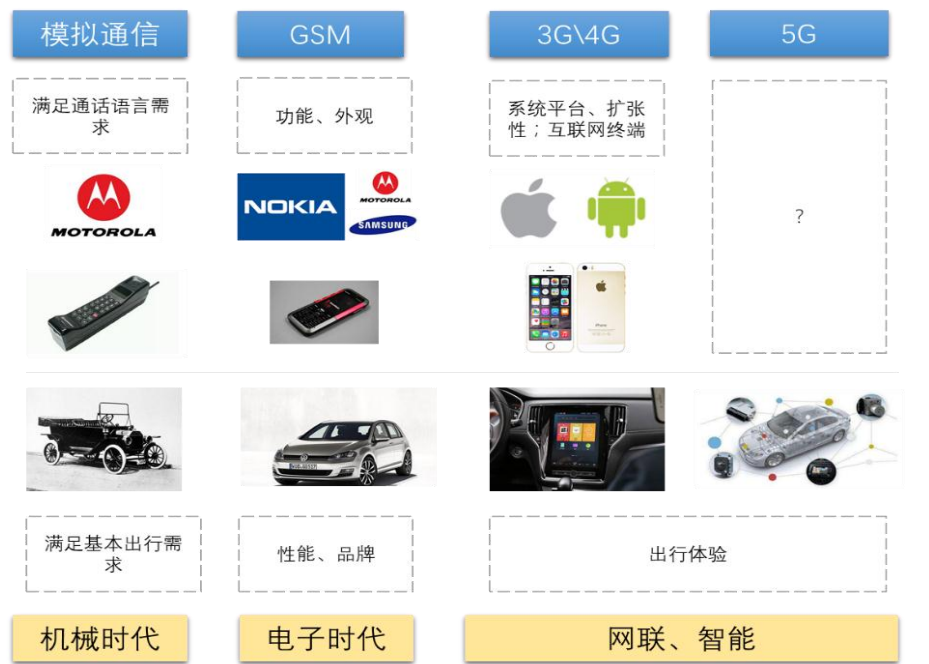 模拟通信
GSM
3G\4G
5G
满足通话语言需
求
功能、外观
系统平台、扩张
性；互联网终端
?
MOTOROLA
NOKIA
MOTOROLA
SAMSUNG
iPhone
满足基本出行需
求
性能、品牌
出行体验
机械时代
电子时代
网联、智能